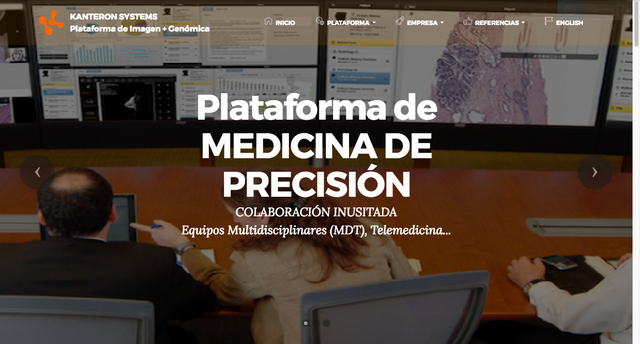 KANTERON SYSTEMS
Plataforma de Imagen + Genómica
INICIO
PLATAFORMA
EMPRESA
REFERENCIAS
ENGLISH
Plataforma de
MEDICINA DE
PRECISIÓN
COLABORACIÓN INUSITADA
Equipos Multidisciplinares (MDT), Telemedicina...